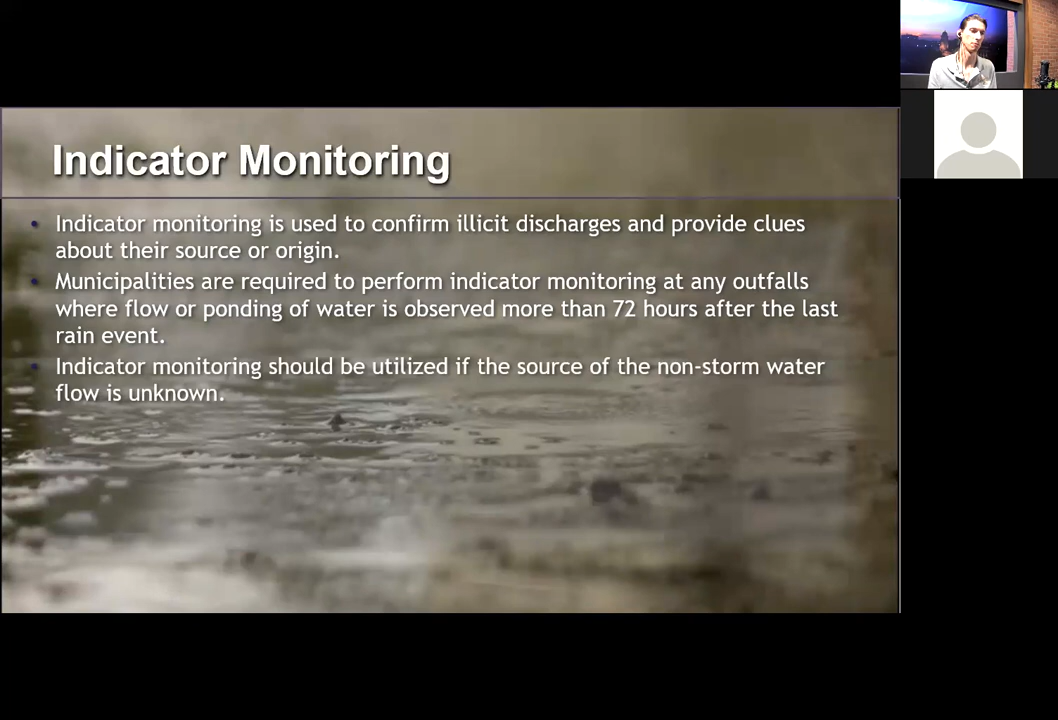 Indicator Monitoring
• Indicator monitoring is used to confirm illicit discharges and provide clues
about their source or origin.
• Municipalities are required to perform indicator monitoring at any outfalls
where flow or ponding of water is observed more than 72 hours after the last
rain event.
• Indicator monitoring should be utilized if the source of the non-storm water
flow is unknown.